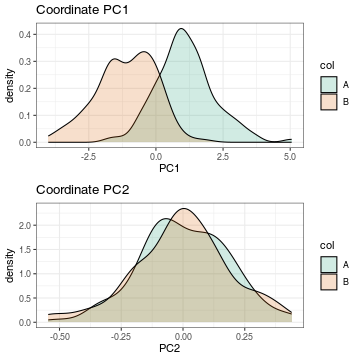 Coordinate PC1
0.4
0.3
0.2
0.1
0.0
density
-2.5
0.0
2.5
5.0
PC1
col
A
B
Coordinate PC2
2.0
1.5
1.0
0.5
0.0
density
-0.50
-0.25
0.00
0.25
PC2
col
A
B